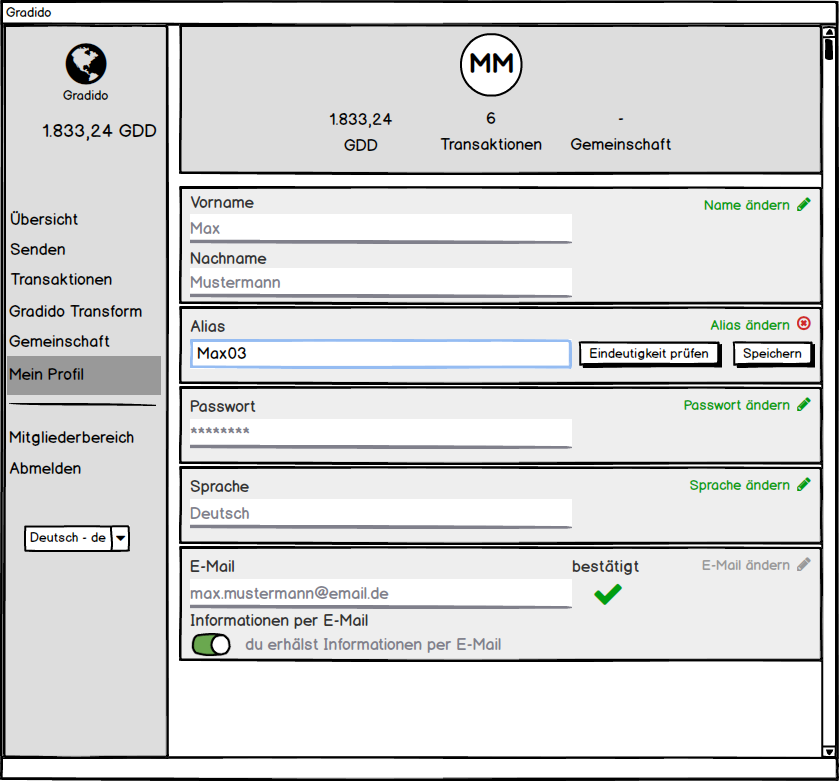 Gradido
Gradido
1.833,24 GDD
Übersicht
Senden
Transaktionen
Gradido Transform
Gemeinschaft
Mein Profil
Mitgliederbereich
Abmelden
Deutsch - de
MM
1.833,24 6 -
GDD Transaktionen Gemeinschaft
Vorname Name ändern
Max
Nachname
Mustermann
Alias Alias ändern
Max03 Eindeutigkeit prüfen Speichern
Passwort Passwort ändern
********
Sprache Sprache ändern
Deutsch
E-Mail bestätigt E-Mail ändern
max.mustermann@email.de
Informationen per E-Mail
du erhälst Informationen per E-Mail